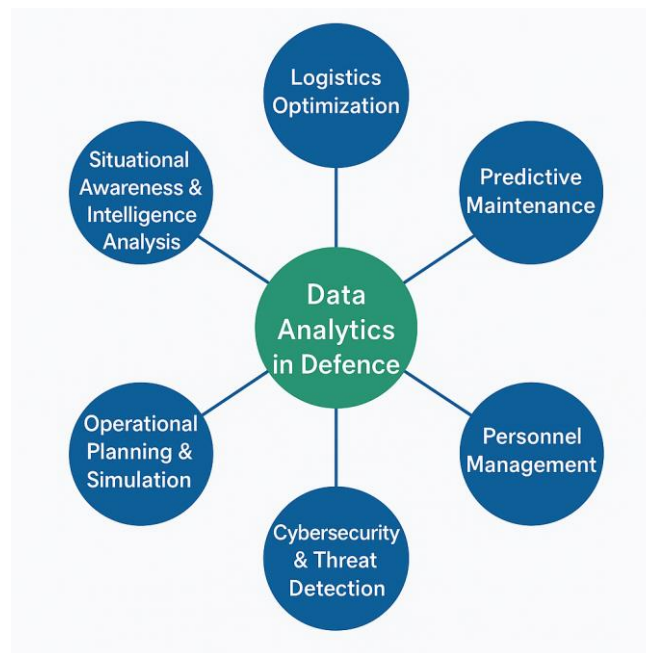 Logistics
Optimization
Situational
Awareness &
Intelligence
Analysis
Predictive
Maintenance
Data
Analytics
in Defence
Operational
Planning &
Simulation
Personnel
Management
Cybersecurity
& Threat
Detection